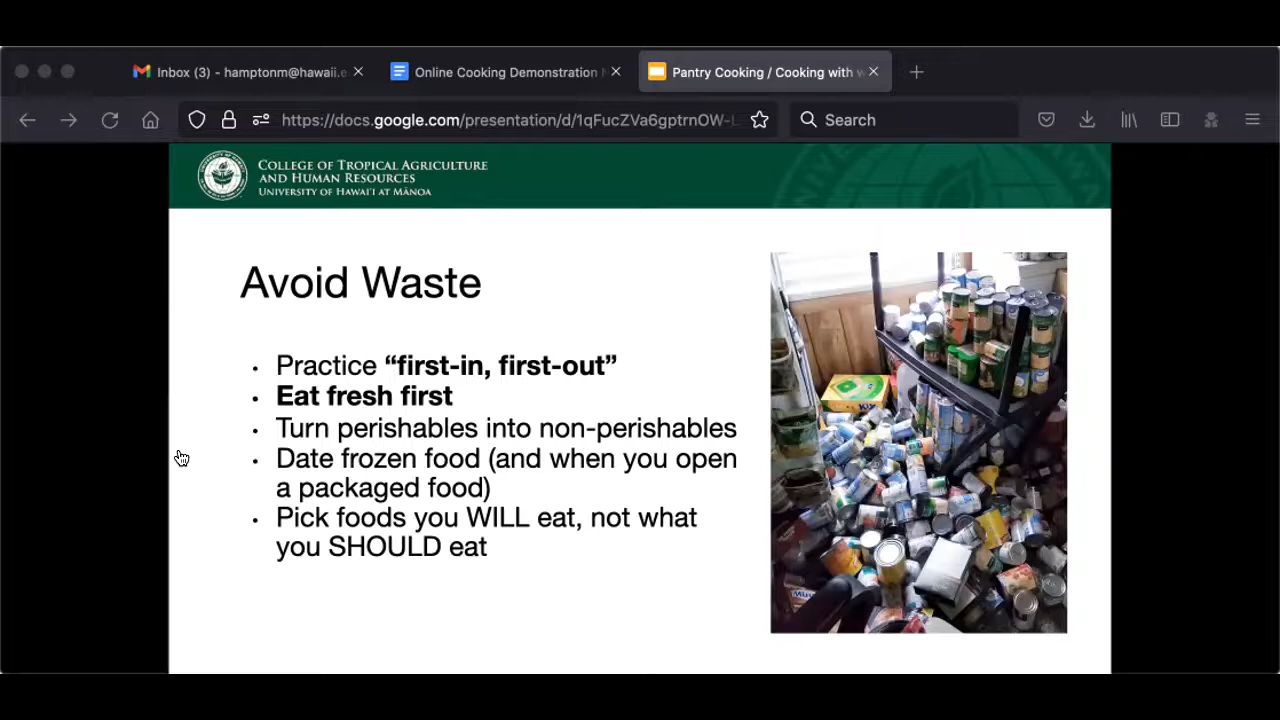 Inbox (3) - hamptonm@hawaii.e
Online Cooking Demonstration
Pantry Cooking / Cooking with w
https://docs.google.com/presentation/d/1qFucZVa6gptrnOW-L
Search
COLLEGE OF TROPICAL AGRICULTURE
AND HUMAN RESOURCES
UNIVERSITY OF HAWAI‘I AT MĀNOA
Avoid Waste
• Practice “first-in, first-out”
• Eat fresh first
• Turn perishables into non-perishables
• Date frozen food (and when you open
a packaged food)
• Pick foods you WILL eat, not what
you SHOULD eat
KIX